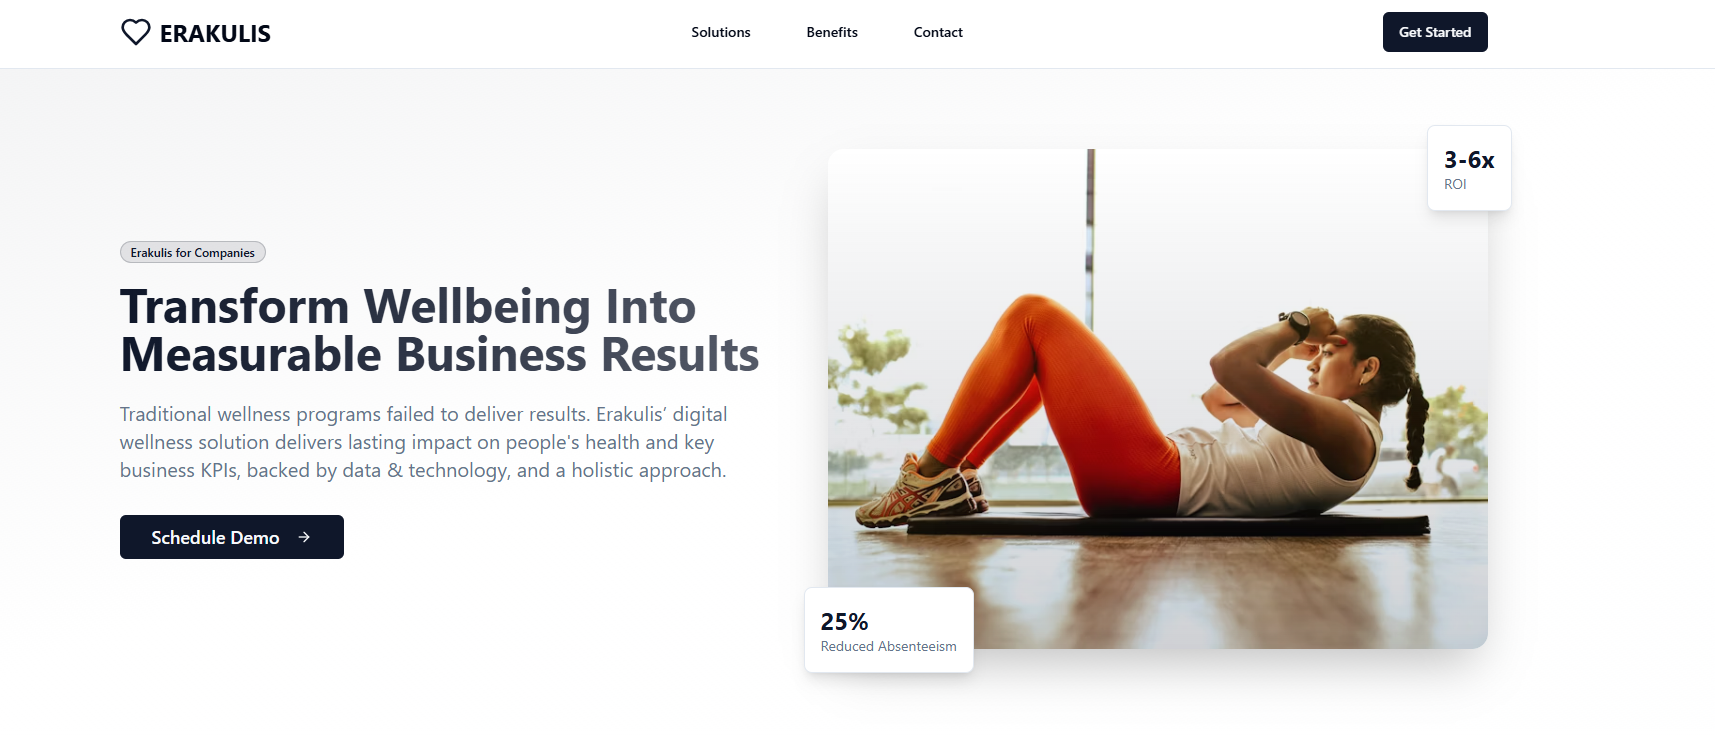 ERAKULIS
Solutions
Benefits
Contact
Get Started
3-6x
ROI
Erakulis for Companies
Transform Wellbeing Into
Measurable Business Results
Traditional wellness programs failed to deliver results. Erakulis’ digital
wellness solution delivers lasting impact on people's health and key
business KPIs, backed by data & technology, and a holistic approach.
Schedule Demo →
25%
Reduced Absenteeism